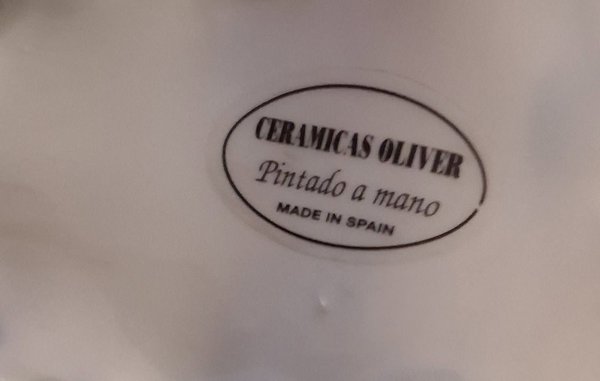 CERAMICAS OLIVER
Pintado a mano
MADE IN SPAIN